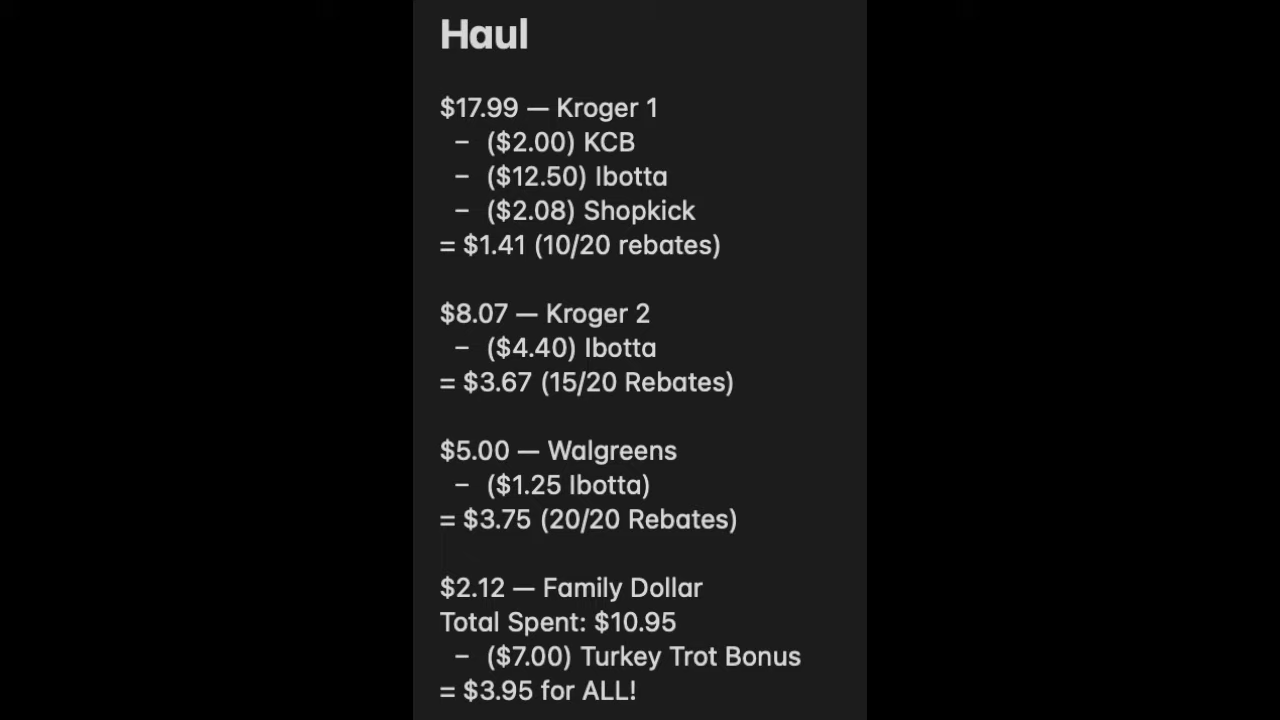 Haul
$17.99 — Kroger 1
– ($2.00) KCB
– ($12.50) Ibotta
– ($2.08) Shopkick
= $1.41 (10/20 rebates)
$8.07 — Kroger 2
– ($4.40) Ibotta
= $3.67 (15/20 Rebates)
$5.00 — Walgreens
– ($1.25 Ibotta)
= $3.75 (20/20 Rebates)
$2.12 — Family Dollar
Total Spent: $10.95
– ($7.00) Turkey Trot Bonus
= $3.95 for ALL!